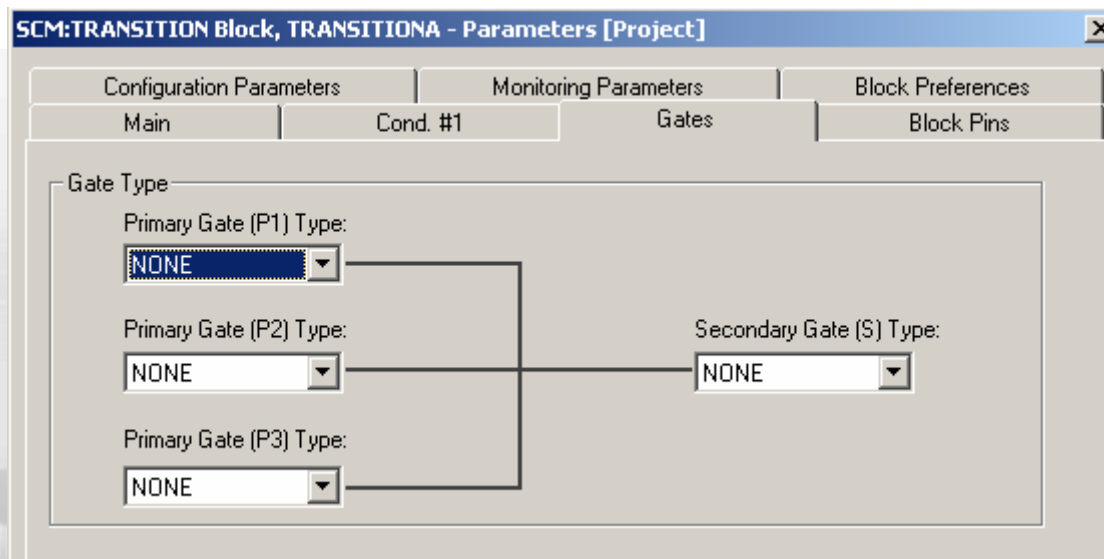 SCM:TRANSITION Block, TRANSITIONA - Parameters [Project]
Configuration Parameters
Monitoring Parameters
Block Preferences
Main
Cond. #1
Gates
Block Pins
Gate Type
Primary Gate (P1) Type:
NONE
Primary Gate (P2) Type:
Secondary Gate (S) Type:
NONE
NONE
Primary Gate (P3) Type:
NONE